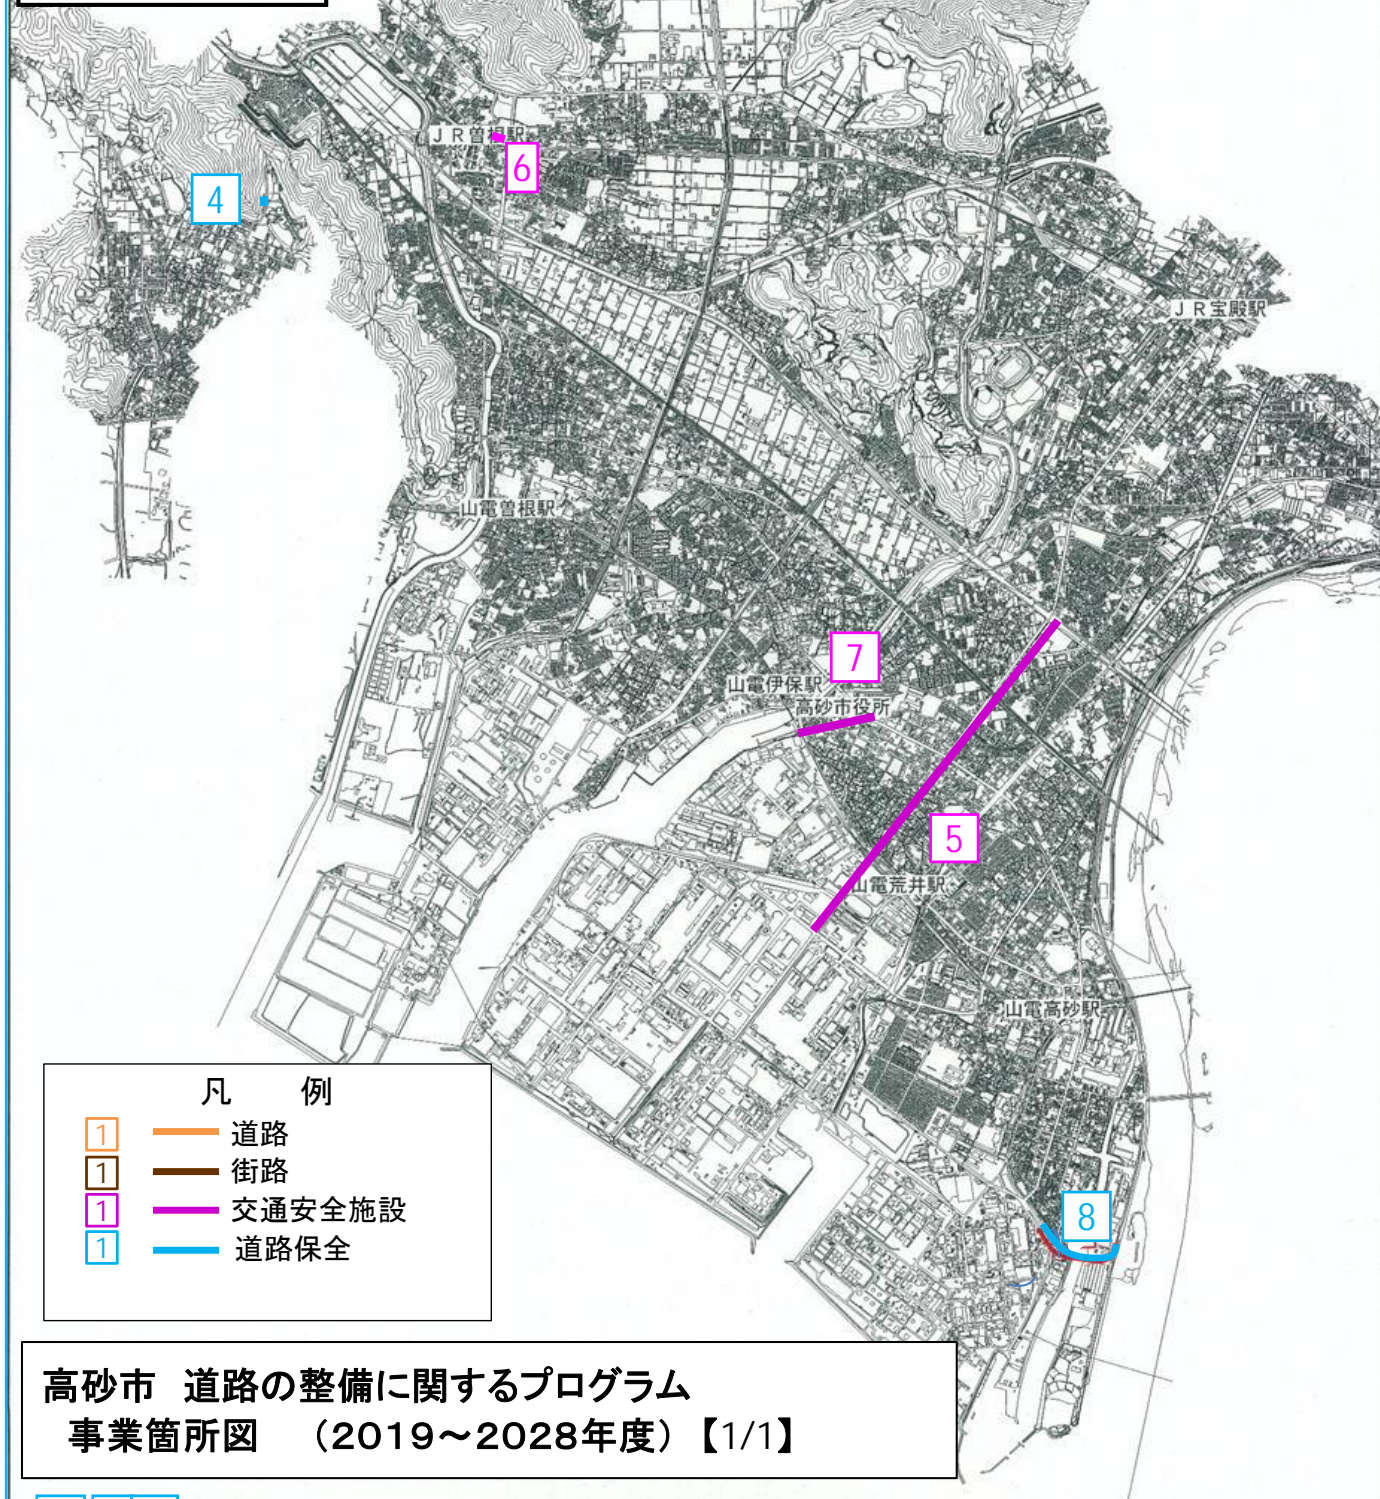 JR曽根駅
6
4
JR宝殿駅
山電曽根駅
7
山電伊保駅
高砂市役所
5
山電荒井駅
山電高砂駅
8
凡 例
1 道路
1 街路
1 交通安全施設
1 道路保全
高砂市 道路の整備に関するプログラム
事業箇所図 (2019~2028年度)【1/1】